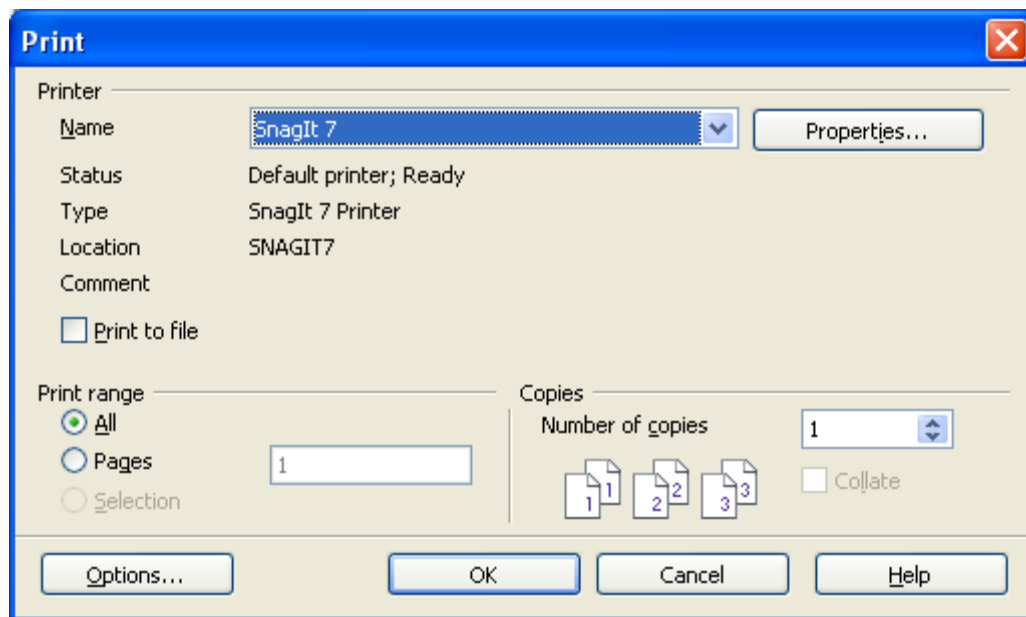 Print
Printer
Name SnagIt 7 Properties...
Status Default printer; Ready
Type SnagIt 7 Printer
Location SNAGIT7
Comment
Print to file
Print range Copies
All Number of copies 1
Pages 1
Selection 1 1 2 2 3 3 Collate
Options... OK Cancel Help